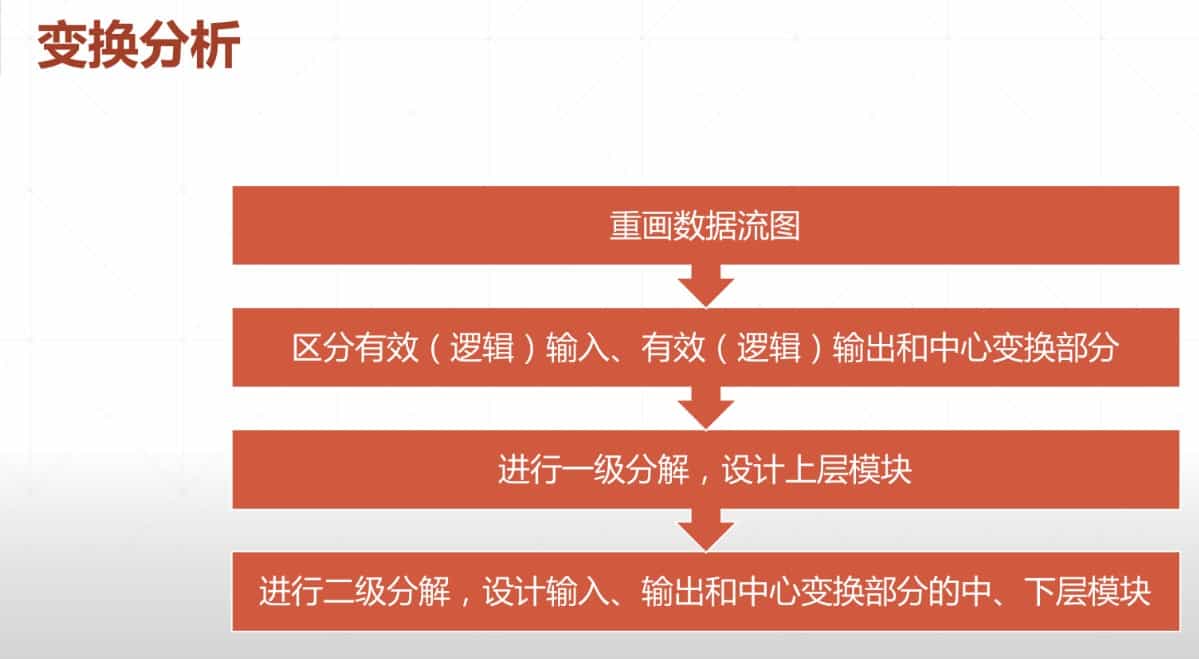 变换分析
重画数据流图
区分有效（逻辑）输入、有效（逻辑）输出和中心变换部分
进行一级分解，设计上层模块
进行二级分解，设计输入、输出和中心变换部分的中、下层模块